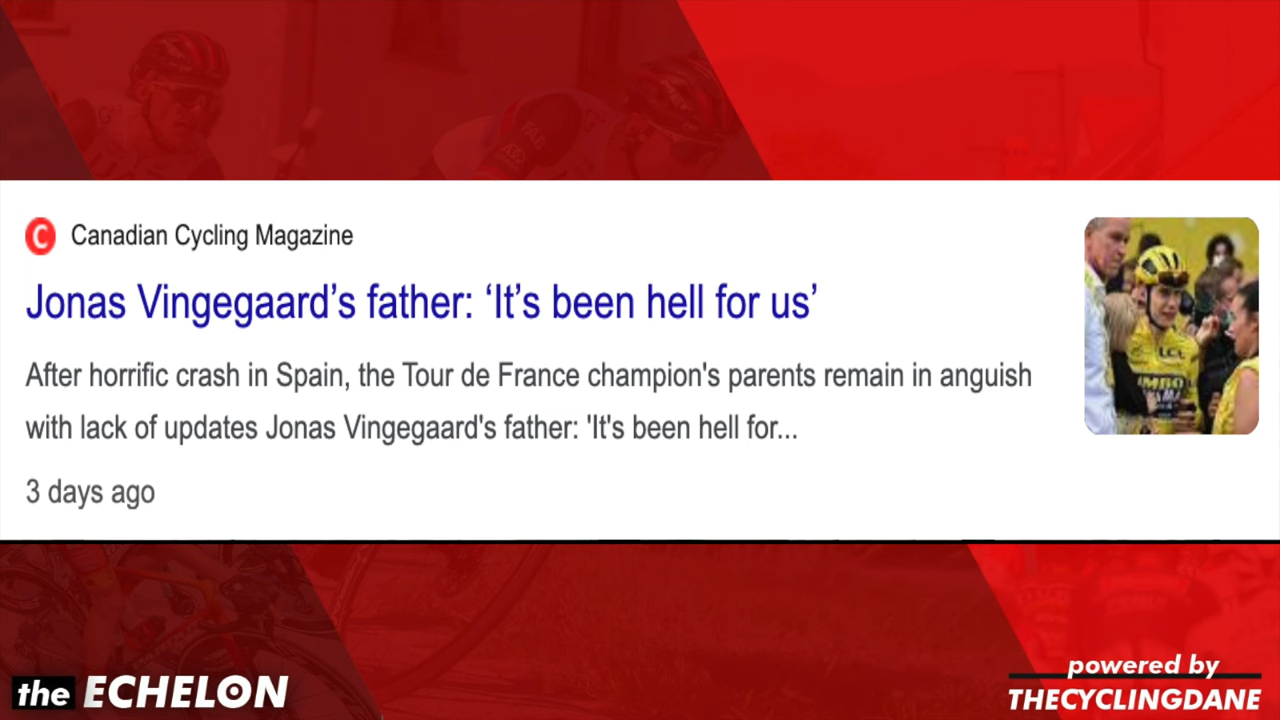 Canadian Cycling Magazine
Jonas Vingegaard’s father: ‘It’s been hell for us’
After horrific crash in Spain, the Tour de France champion's parents remain in anguish
with lack of updates Jonas Vingegaard's father: 'It's been hell for...
3 days ago
the ECHELON
powered by
THECYCLINGDANE